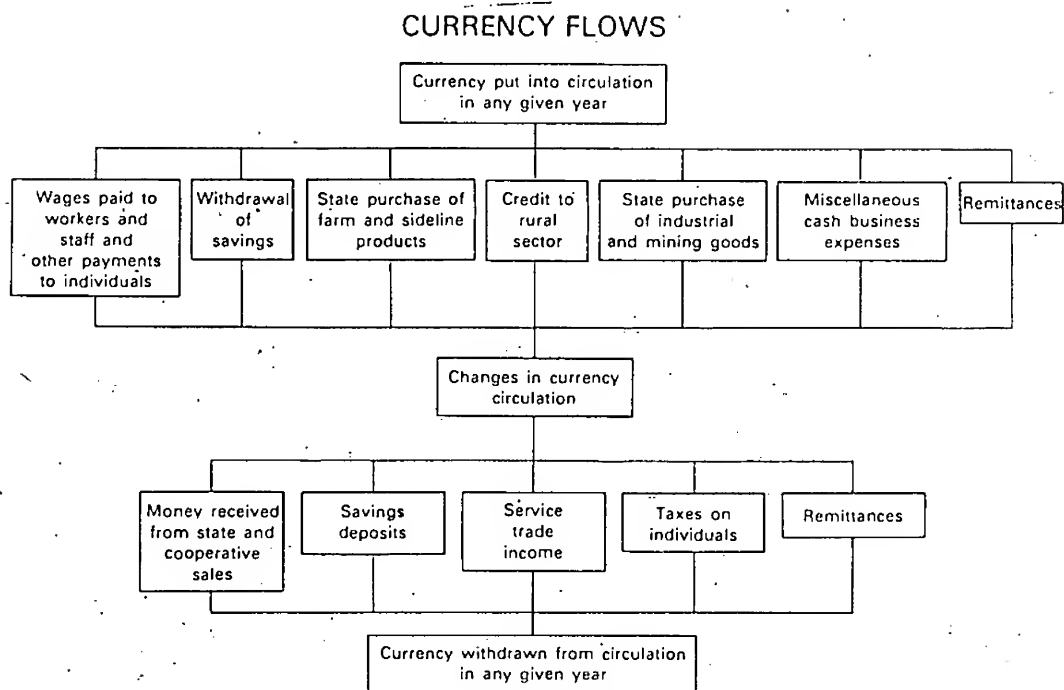 CURRENCY FLOWS
Currency put into circulation
in any given year
Wages paid to
workers and
staff and
other payments
to individuals
Withdrawal
of
savings
State purchase of
farm and sideline
products
Credit to
rural
sector
State purchase
of industrial
and mining goods
Miscellaneous
cash business
expenses
Remittances
Changes in currency
circulation
Money received
from state and
cooperative
sales
Savings
deposits
Service
trade
income
Taxes on
individuals
Remittances
Currency withdrawn from circulation
in any given year